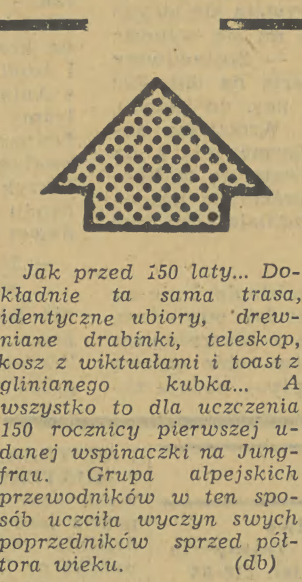 Jak przed 150 laty... Do-
kładnie ta sama trasa,
identyczne ubiory, drew-
niane drabinki, teleskop,
kosz z wiktuałami i toast z
glinianego kubka... A
wszystko to dla uczczenia
150 rocznicy pierwszej u-
danej wspinaczki na Jung-
frau. Grupa alpejskich
przewodników w ten spo-
sób uczciła wyczyn swych
poprzedników sprzed pół-
tora wieku. (db)